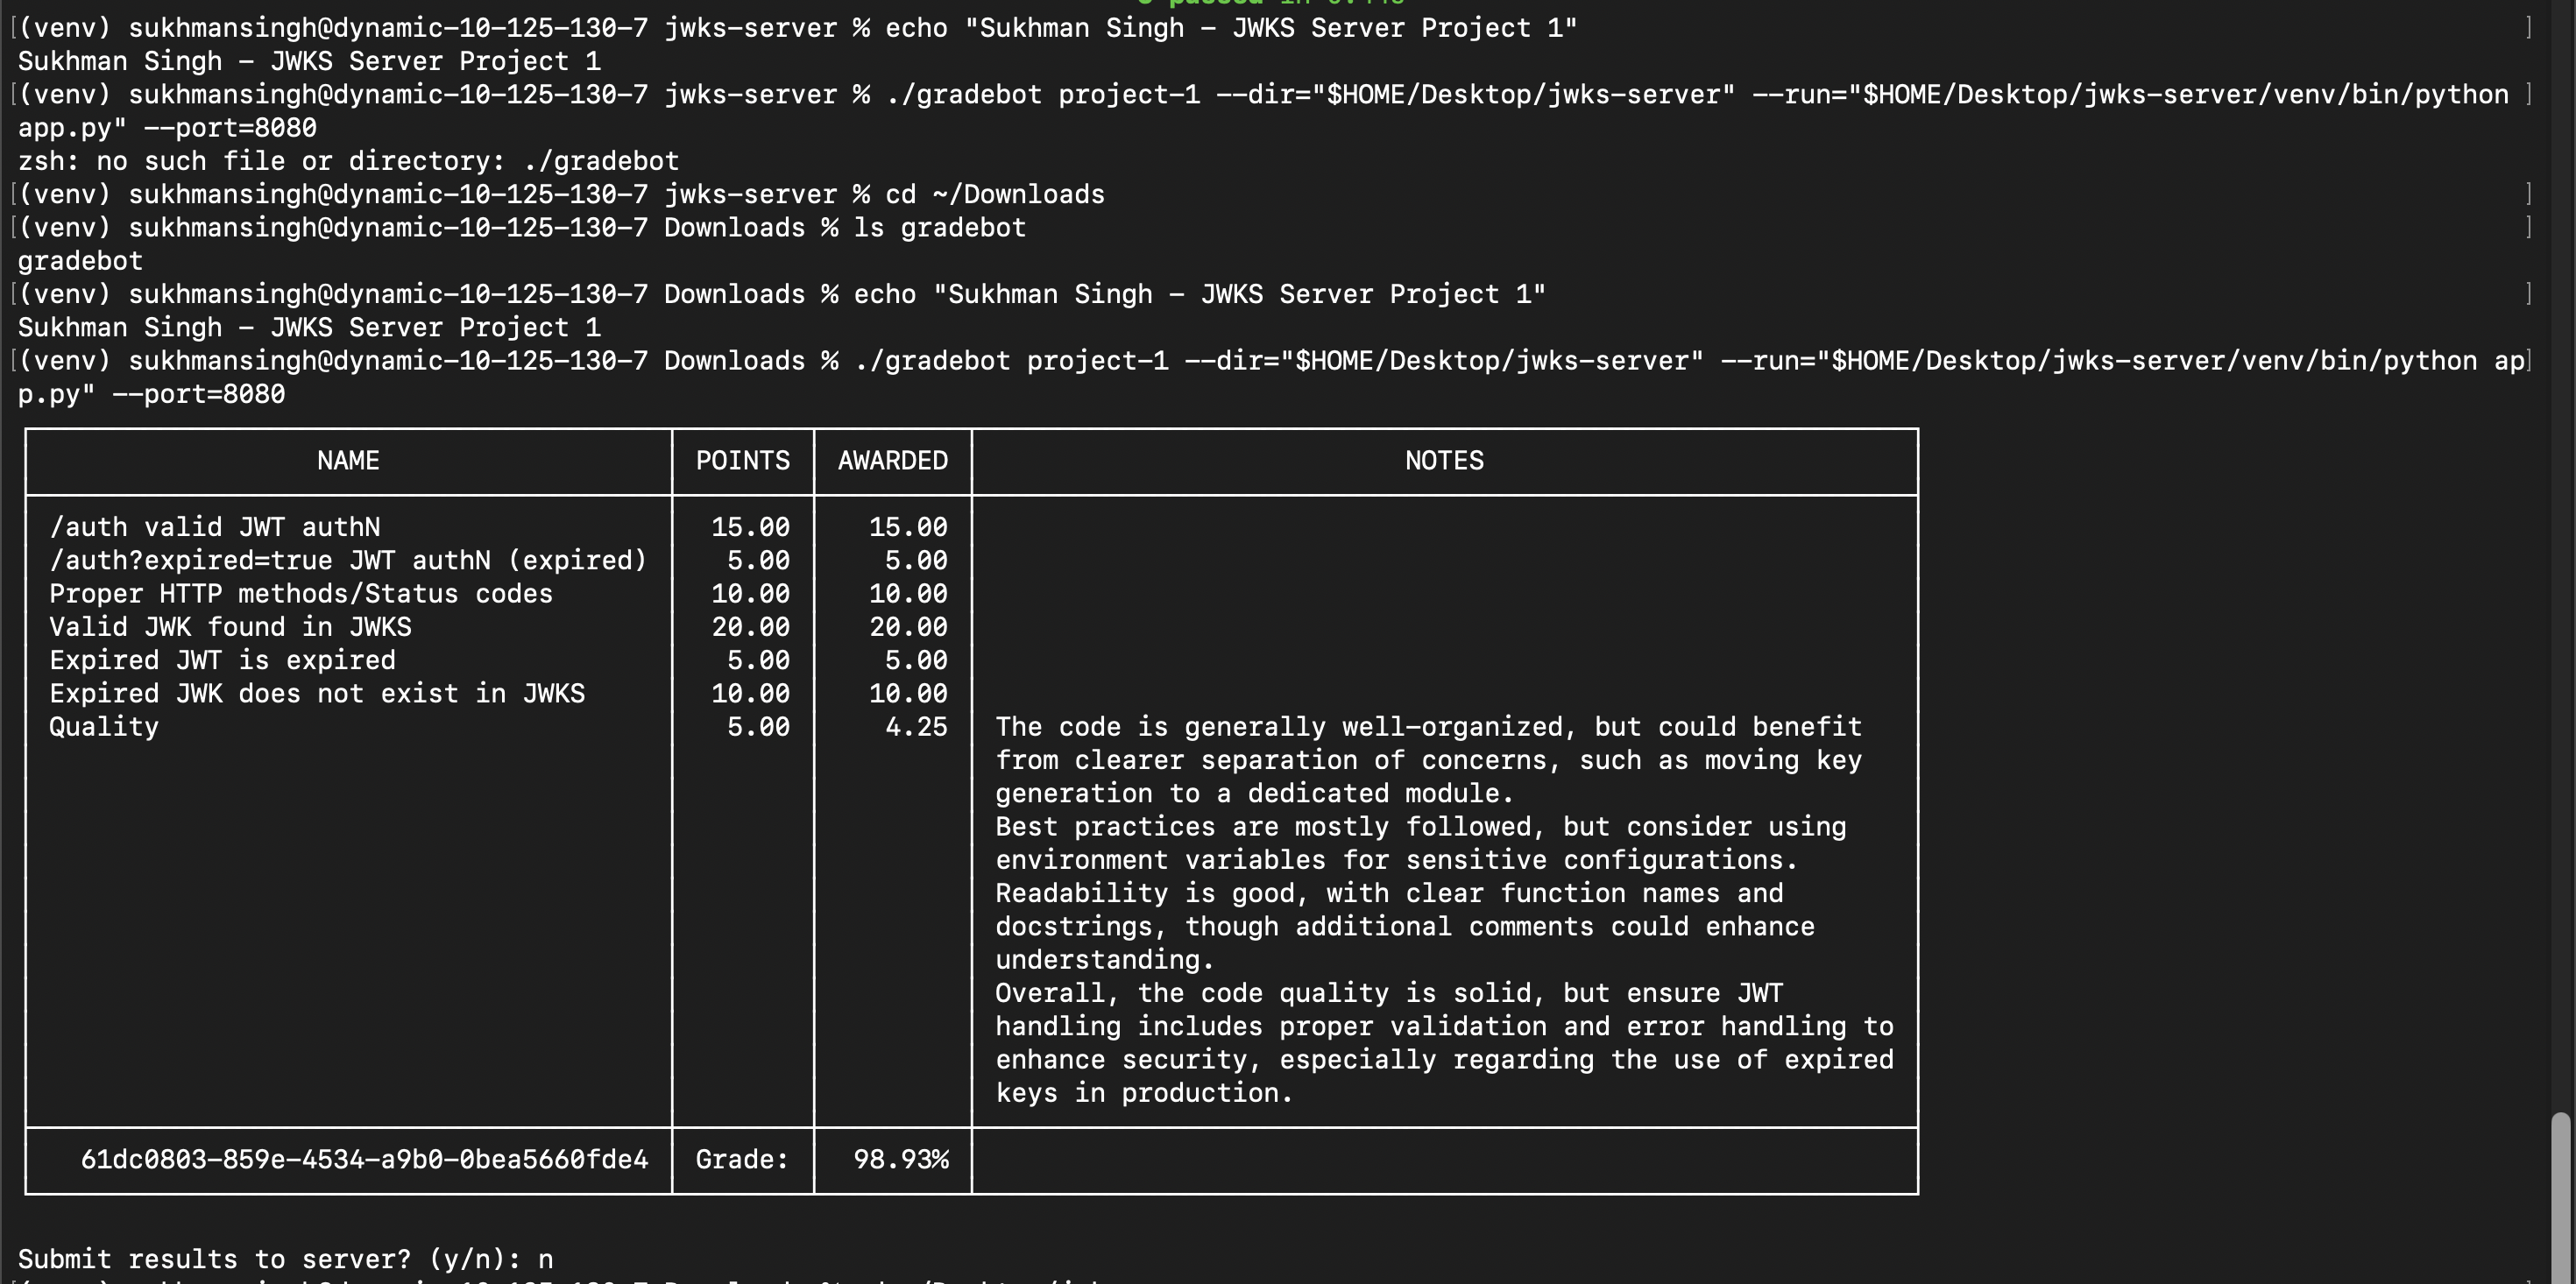 passed in
[(venv) sukhmansingh@dynamic-10-125-130-7 jwks-server % echo "Sukhman Singh – JWKS Server Project 1" ]
Sukhman Singh – JWKS Server Project 1
[(venv) sukhmansingh@dynamic-10-125-130-7 jwks-server % ./gradebot project-1 --dir="$HOME/Desktop/jwks-server" --run="$HOME/Desktop/jwks-server/venv/bin/python ]
app.py" --port=8080
zsh: no such file or directory: ./gradebot
[(venv) sukhmansingh@dynamic-10-125-130-7 jwks-server % cd ~/Downloads ]
[(venv) sukhmansingh@dynamic-10-125-130-7 Downloads % ls gradebot ]
gradebot
[(venv) sukhmansingh@dynamic-10-125-130-7 Downloads % echo "Sukhman Singh – JWKS Server Project 1" ]
Sukhman Singh – JWKS Server Project 1
[(venv) sukhmansingh@dynamic-10-125-130-7 Downloads % ./gradebot project-1 --dir="$HOME/Desktop/jwks-server" --run="$HOME/Desktop/jwks-server/venv/bin/python ap]
p.py" --port=8080
NAME POINTS AWARDED NOTES
/auth valid JWT authN 15.00 15.00
/auth?expired=true JWT authN (expired) 5.00 5.00
Proper HTTP methods/Status codes 10.00 10.00
Valid JWK found in JWKS 20.00 20.00
Expired JWT is expired 5.00 5.00
Expired JWK does not exist in JWKS 10.00 10.00
Quality 5.00 4.25 The code is generally well-organized, but could benefit
from clearer separation of concerns, such as moving key
generation to a dedicated module.
Best practices are mostly followed, but consider using
environment variables for sensitive configurations.
Readability is good, with clear function names and
docstrings, though additional comments could enhance
understanding.
Overall, the code quality is solid, but ensure JWT
handling includes proper validation and error handling to
enhance security, especially regarding the use of expired
keys in production.
61dc0803-859e-4534-a9b0-0bea5660fde4 Grade: 98.93%
Submit results to server? (y/n): n